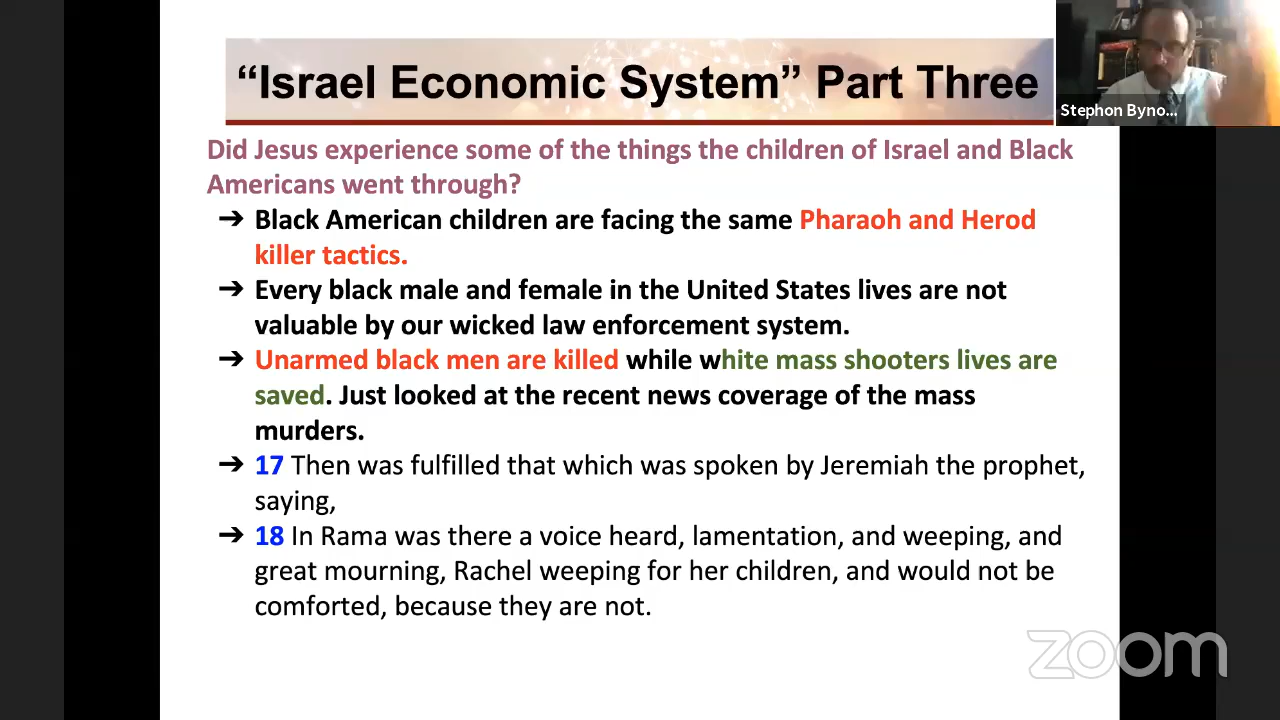 “Israel Economic System” Part Three
Stephon Byno...
Did Jesus experience some of the things the children of Israel and Black
Americans went through?
➔ Black American children are facing the same Pharaoh and Herod
killer tactics.
➔ Every black male and female in the United States lives are not
valuable by our wicked law enforcement system.
➔ Unarmed black men are killed while white mass shooters lives are
saved. Just looked at the recent news coverage of the mass
murders.
➔ 17 Then was fulfilled that which was spoken by Jeremiah the prophet,
saying,
➔ 18 In Rama was there a voice heard, lamentation, and weeping, and
great mourning, Rachel weeping for her children, and would not be
comforted, because they are not.
zoom